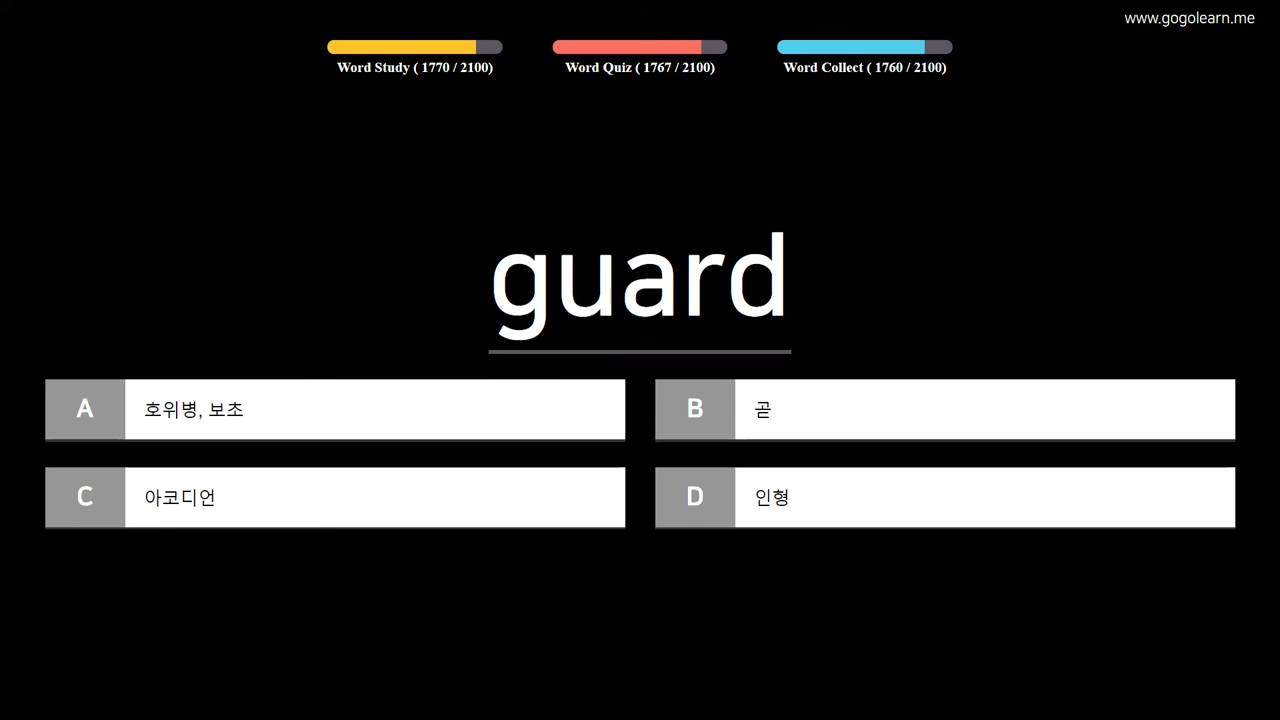 www.gogolearn.me
Word Study ( 1770 / 2100)
Word Quiz ( 1767 / 2100)
Word Collect ( 1760 / 2100)
guard
A 호위병, 보초
B 곧
C 아코디언
D 인형